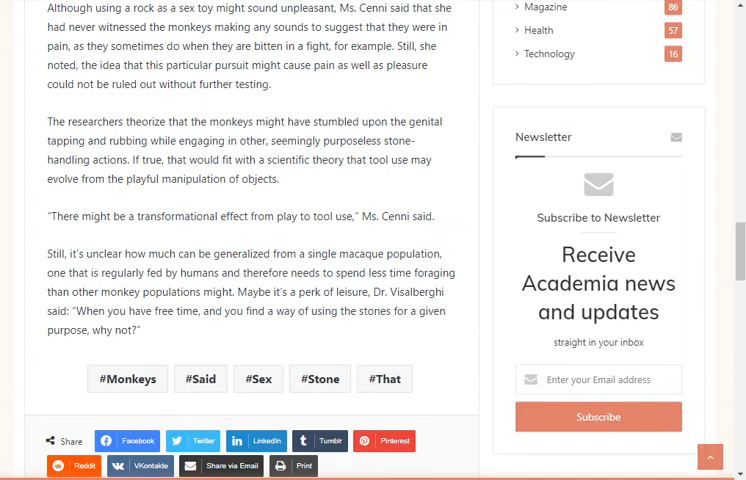 Although using a rock as a sex toy might sound unpleasant, Ms. Cenni said that she
had never witnessed the monkeys making any sounds to suggest that they were in
pain, as they sometimes do when they are bitten in a fight, for example. Still, she
noted, the idea that this particular pursuit might cause pain as well as pleasure
could not be ruled out without further testing.
The researchers theorize that the monkeys might have stumbled upon the genital
tapping and rubbing while engaging in other, seemingly purposeless stone-
handling actions. If true, that would fit with a scientific theory that tool use may
evolve from the playful manipulation of objects.
“There might be a transformational effect from play to tool use,” Ms. Cenni said.
Still, it’s unclear how much can be generalized from a single macaque population,
one that is regularly fed by humans and therefore needs to spend less time foraging
than other monkey populations might. Maybe it’s a perk of leisure, Dr. Visalberghi
said: “When you have free time, and you find a way of using the stones for a given
purpose, why not?”
#Monkeys #Said #Sex #Stone #That
Share Facebook Twitter LinkedIn Tumblr Pinterest
Reddit VKontakte Share via Email Print
Magazine 86
Health 57
Technology 16
Newsletter
Subscribe to Newsletter
Receive
Academia news
and updates
straight in your inbox
Enter your Email address
Subscribe